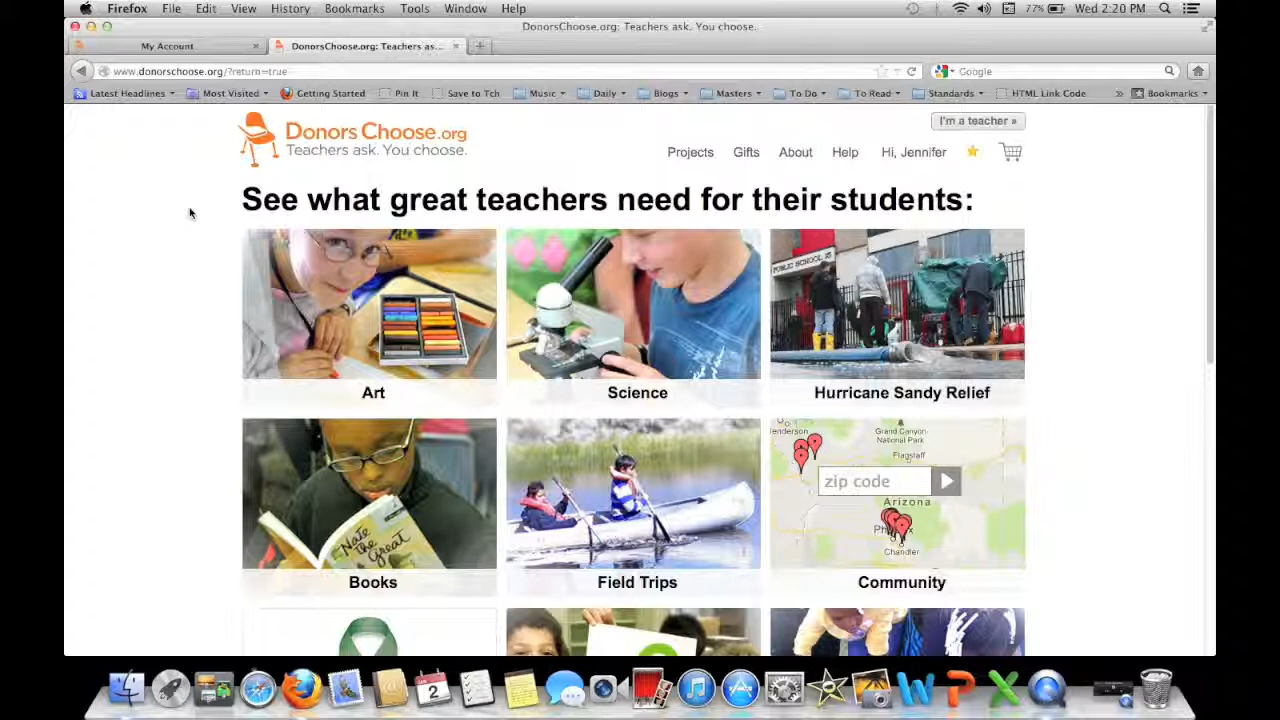 Firefox File Edit View History Bookmarks Tools Window Help 77% Wed 2:20 PM
DonorsChoose.org: Teachers ask. You choose.
My Account DonorsChoose.org: Teachers as...
www.donorschoose.org/?return=true Google
Latest Headlines Most Visited Getting Started Pin It Save to Tch Music Daily Blogs Masters To Do To Read Standards HTML Link Code » Bookmarks
DonorsChoose.org
Teachers ask. You choose.
I'm a teacher »
Projects Gifts About Help Hi, Jennifer
See what great teachers need for their students:
PUBLIC SCHOOL
Art Science Hurricane Sandy Relief
Nate the Great
Grand Canyon
National Park
Flagstaff
zip code
Arizona
Chandler
Books Field Trips Community
2